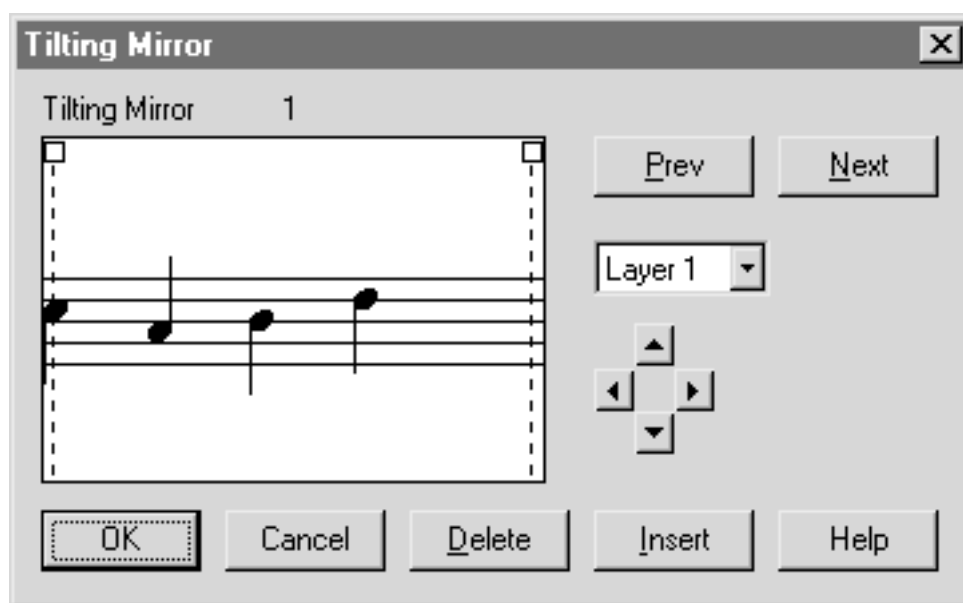 Tilting Mirror
Tilting Mirror 1
Prev Next
Layer 1
OK Cancel Delete Insert Help